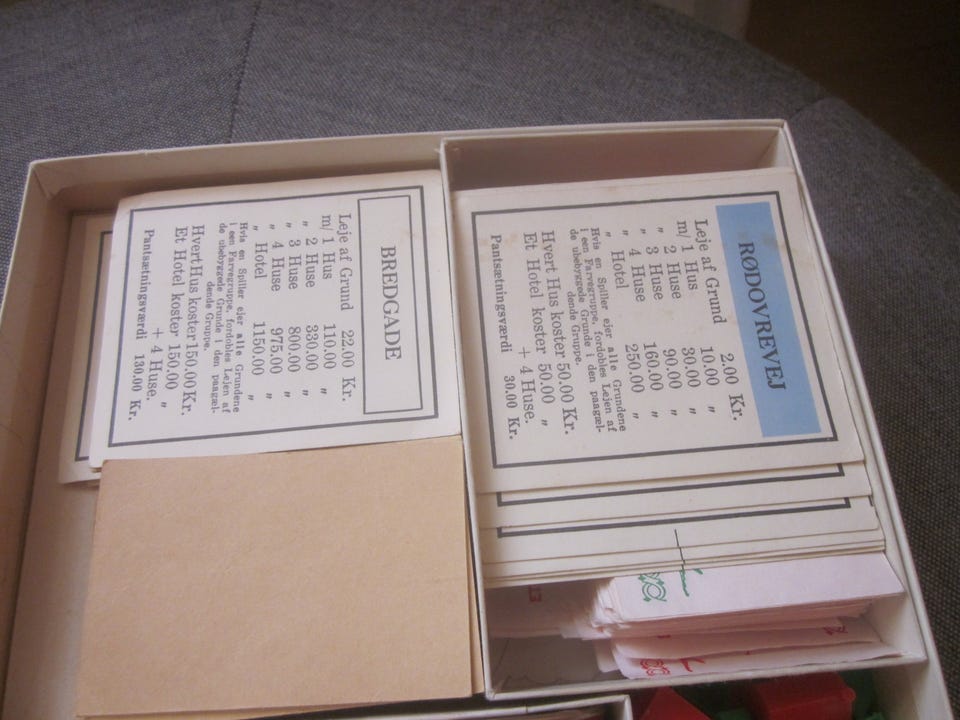 BREDGADE
Leje af Grund 22.00 Kr.
m/ 1 Hus 110.00 „
„ 2 Huse 330.00 „
„ 3 Huse 800.00 „
„ 4 Huse 975.00 „
„ Hotel 1150.00 „
Hvis en Spiller ejer alle Grundene
i een Farvegruppe, fordobles Lejen af
de ubebyggede Grunde i den paagæl-
dende Gruppe.
Hvert Hus koster 150.00 Kr.
Et Hotel koster 150.00 „
+ 4 Huse.
Pantsætningsværdi 130.00 Kr.
RØDOVREVEJ
Leje af Grund 2.00 Kr.
m/ 1 Hus 10.00 „
„ 2 Huse 30.00 „
„ 3 Huse 90.00 „
„ 4 Huse 160.00 „
„ Hotel 250.00 „
Hvis en Spiller ejer alle Grundene
i een Farvegruppe, fordobles Lejen af
de ubebyggede Grunde i den paagæl-
dende Gruppe.
Hvert Hus koster 50.00 Kr.
Et Hotel koster 50.00 „
+ 4 Huse.
Pantsætningsværdi 30.00 Kr.